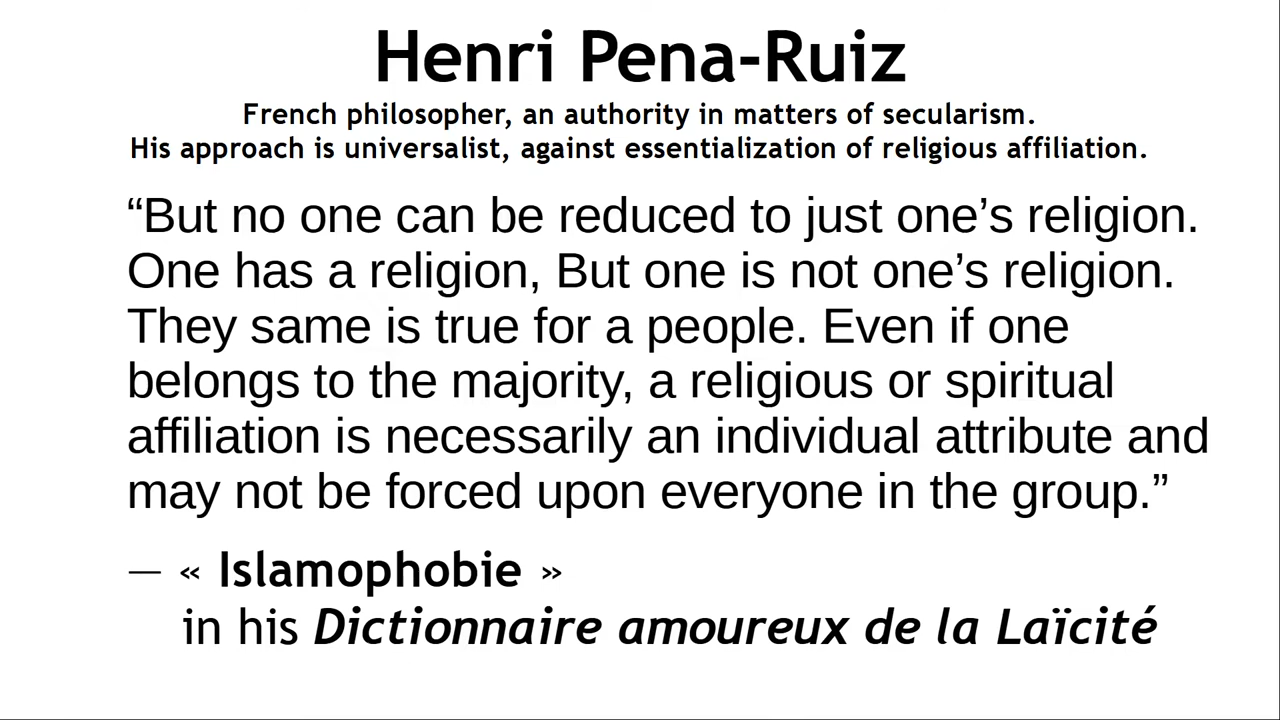 Henri Pena-Ruiz
French philosopher, an authority in matters of secularism.
His approach is universalist, against essentialization of religious affiliation.
“But no one can be reduced to just one’s religion.
One has a religion, But one is not one’s religion.
They same is true for a people. Even if one
belongs to the majority, a religious or spiritual
affiliation is necessarily an individual attribute and
may not be forced upon everyone in the group.”
— « Islamophobie »
in his Dictionnaire amoureux de la Laïcité